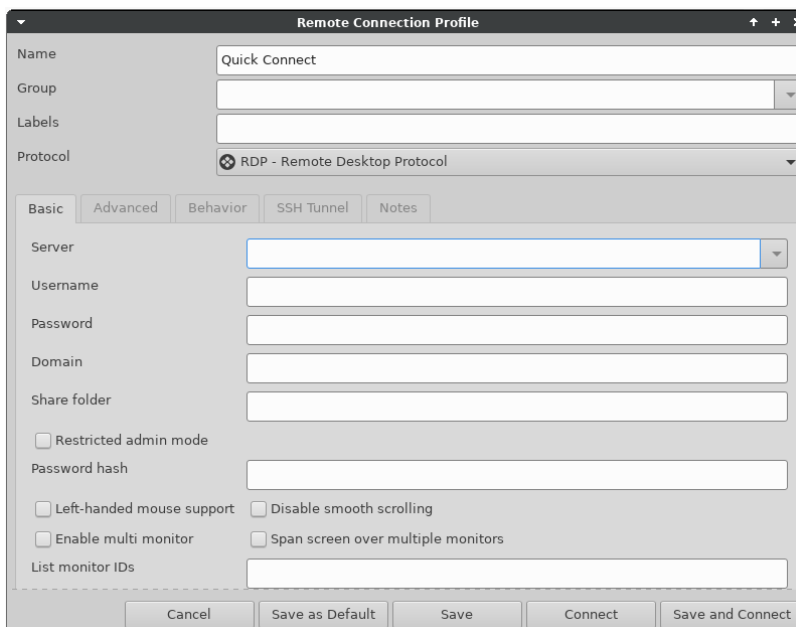 Remote Connection Profile
Name
Quick Connect
Group
Labels
Protocol
RDP - Remote Desktop Protocol
Basic Advanced Behavior SSH Tunnel Notes
Server
Username
Password
Domain
Share folder
Restricted admin mode
Password hash
Left-handed mouse support Disable smooth scrolling
Enable multi monitor Span screen over multiple monitors
List monitor IDs
Cancel Save as Default Save Connect Save and Connect